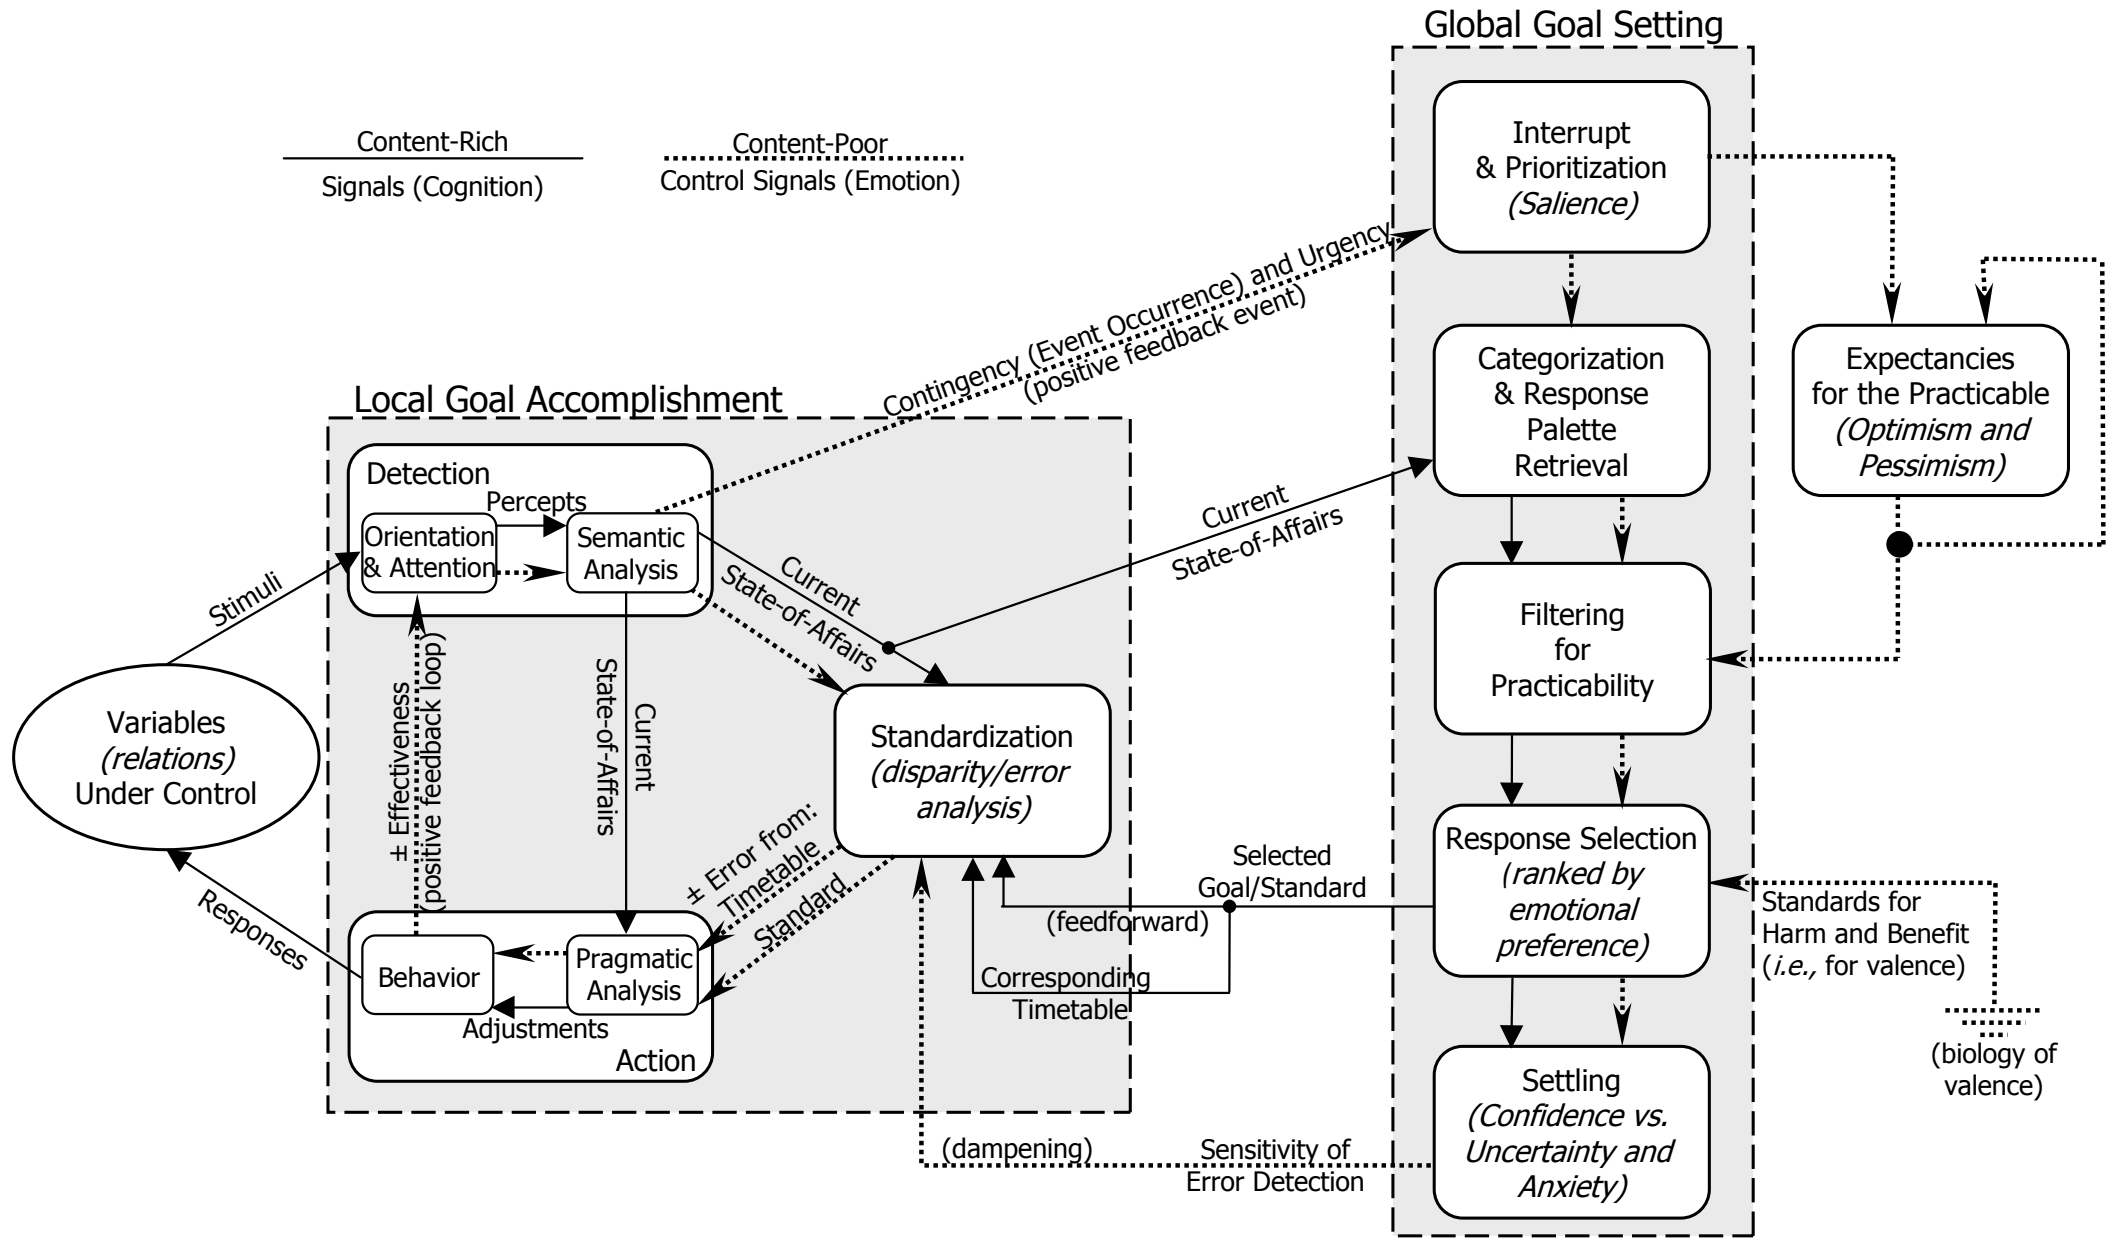 Global Goal Setting
Content-Rich
Signals (Cognition)
Content-Poor
Control Signals (Emotion)
Interrupt
& Prioritization
(Salience)
Contingency (Event Occurrence) and Urgency
(positive feedback event)
Categorization
& Response
Palette
Retrieval
Expectancies
for the Practicable
(Optimism and
Pessimism)
Local Goal Accomplishment
Detection
Percepts
Orientation
& Attention
Semantic
Analysis
Stimuli
Current
State-of-Affairs
Current
State-of-Affairs
Current
State-of-Affairs
± Effectiveness
(positive feedback loop)
Filtering
for
Practicability
Variables
(relations)
Under Control
Standardization
(disparity/error
analysis)
± Error from:
Timetable
Standard
Responses
Behavior
Pragmatic
Analysis
Adjustments
Action
Selected
Goal/Standard
(feedforward)
Corresponding
Timetable
Response Selection
(ranked by
emotional
preference)
Standards for
Harm and Benefit
(i.e., for valence)
(biology of
valence)
Settling
(Confidence vs.
Uncertainty and
Anxiety)
(dampening)
Sensitivity of
Error Detection